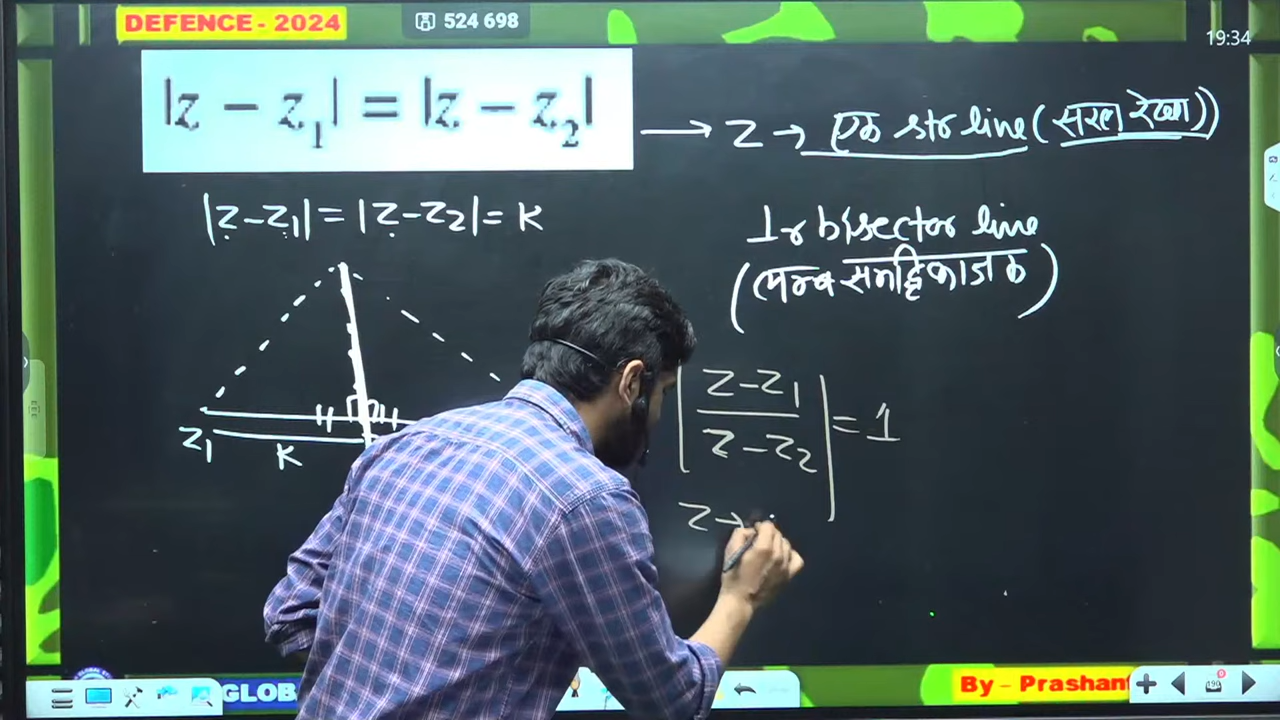 DEFENCE - 2024
524 698
19:34
|z − z₁| = |z − z₂|
→ Z → एक str line (सरल रेखा)
|Z−Z₁| = |Z−Z₂| = K
⊥r bisector line
(लम्ब समद्विभाजक)
|Z−Z₁ / Z−Z₂| = 1
Z₁
K
Z →
GLOB
By – Prashant